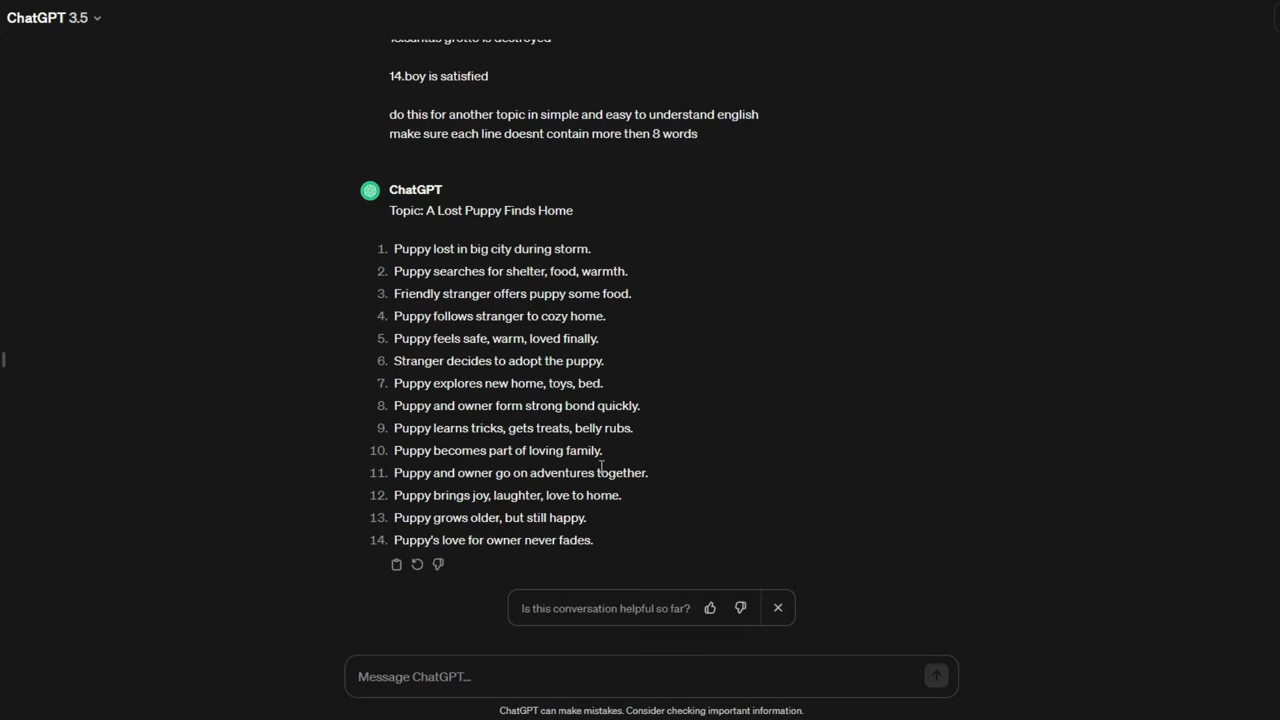 ChatGPT 3.5
13.santas grotto is destroyed
14.boy is satisfied
do this for another topic in simple and easy to understand english
make sure each line doesnt contain more then 8 words
ChatGPT
Topic: A Lost Puppy Finds Home
1. Puppy lost in big city during storm.
2. Puppy searches for shelter, food, warmth.
3. Friendly stranger offers puppy some food.
4. Puppy follows stranger to cozy home.
5. Puppy feels safe, warm, loved finally.
6. Stranger decides to adopt the puppy.
7. Puppy explores new home, toys, bed.
8. Puppy and owner form strong bond quickly.
9. Puppy learns tricks, gets treats, belly rubs.
10. Puppy becomes part of loving family.
11. Puppy and owner go on adventures together.
12. Puppy brings joy, laughter, love to home.
13. Puppy grows older, but still happy.
14. Puppy's love for owner never fades.
Is this conversation helpful so far?
Message ChatGPT...
ChatGPT can make mistakes. Consider checking important information.